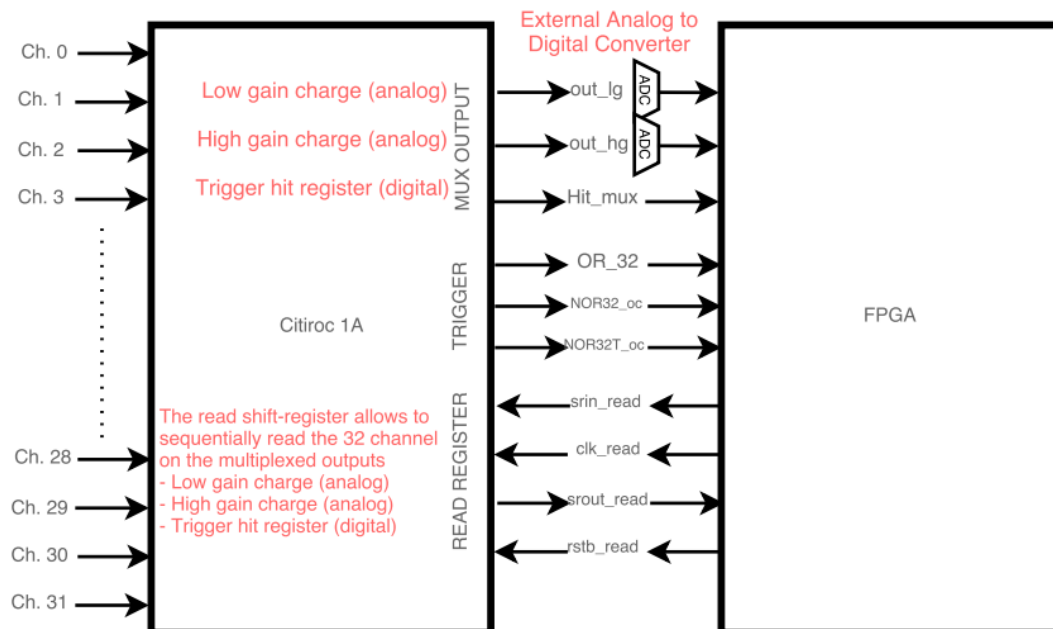 External Analog to
Digital Converter
Ch. 0
Ch. 1
Ch. 2
Ch. 3
Ch. 28
Ch. 29
Ch. 30
Ch. 31
Low gain charge (analog)
High gain charge (analog)
Trigger hit register (digital)
MUX OUTPUT
Citiroc 1A
TRIGGER
The read shift-register allows to
sequentially read the 32 channel
on the multiplexed outputs
- Low gain charge (analog)
- High gain charge (analog)
- Trigger hit register (digital)
READ REGISTER
out_lg
ADC
out_hg
ADC
Hit_mux
OR_32
NOR32_oc
NOR32T_oc
srin_read
clk_read
srout_read
rstb_read
FPGA